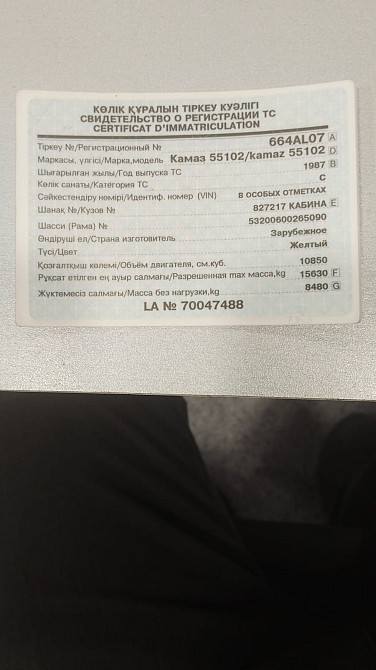 КӨЛІК ҚҰРАЛЫН ТІРКЕУ КУӘЛІГІ
СВИДЕТЕЛЬСТВО О РЕГИСТРАЦИИ ТС
CERTIFICAT D'IMMATRICULATION
Тіркеу №/Регистрационный № 664AL07 A
Маркасы, үлгісі/Марка,модель Камаз 55102/kamaz 55102 D
Шығарылған жылы/Год выпуска ТС 1987 B
Көлік санаты/Категория ТС C
Сәйкестендіру нөмірі/Идентиф. номер (VIN) В ОСОБЫХ ОТМЕТКАХ
Шанақ №/Кузов № 827217 КАБИНА E
Шасси (Рама) № 53200600265090
Өндіруші ел/Страна изготовитель Зарубежное
Түсі/Цвет Желтый
Қозғалтқыш көлемі/Объем двигателя, см.куб. 10850
Рұқсат етілген ең ауыр салмағы/Разрешенная max масса,kg 15630 F
Жүктемесіз салмағы/Масса без нагрузки,kg 8480 G
LA № 70047488